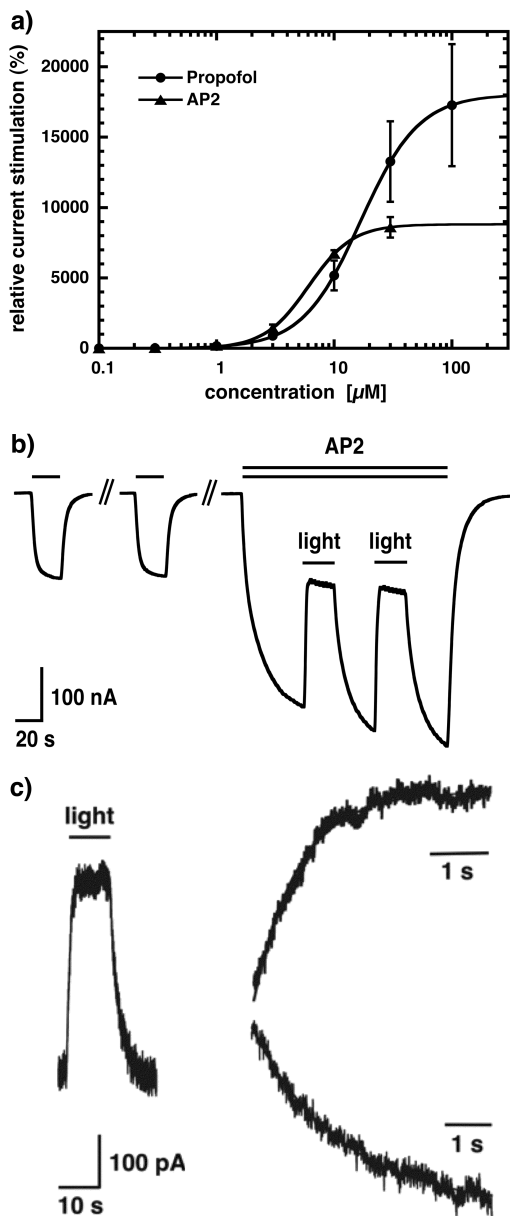 a)
relative current stimulation (%)
20000
15000
10000
5000
0
Propofol
AP2
0.1 1 10 100
concentration [µM]
b)
AP2
light light
100 nA
20 s
c)
light
1 s
1 s
100 pA
10 s